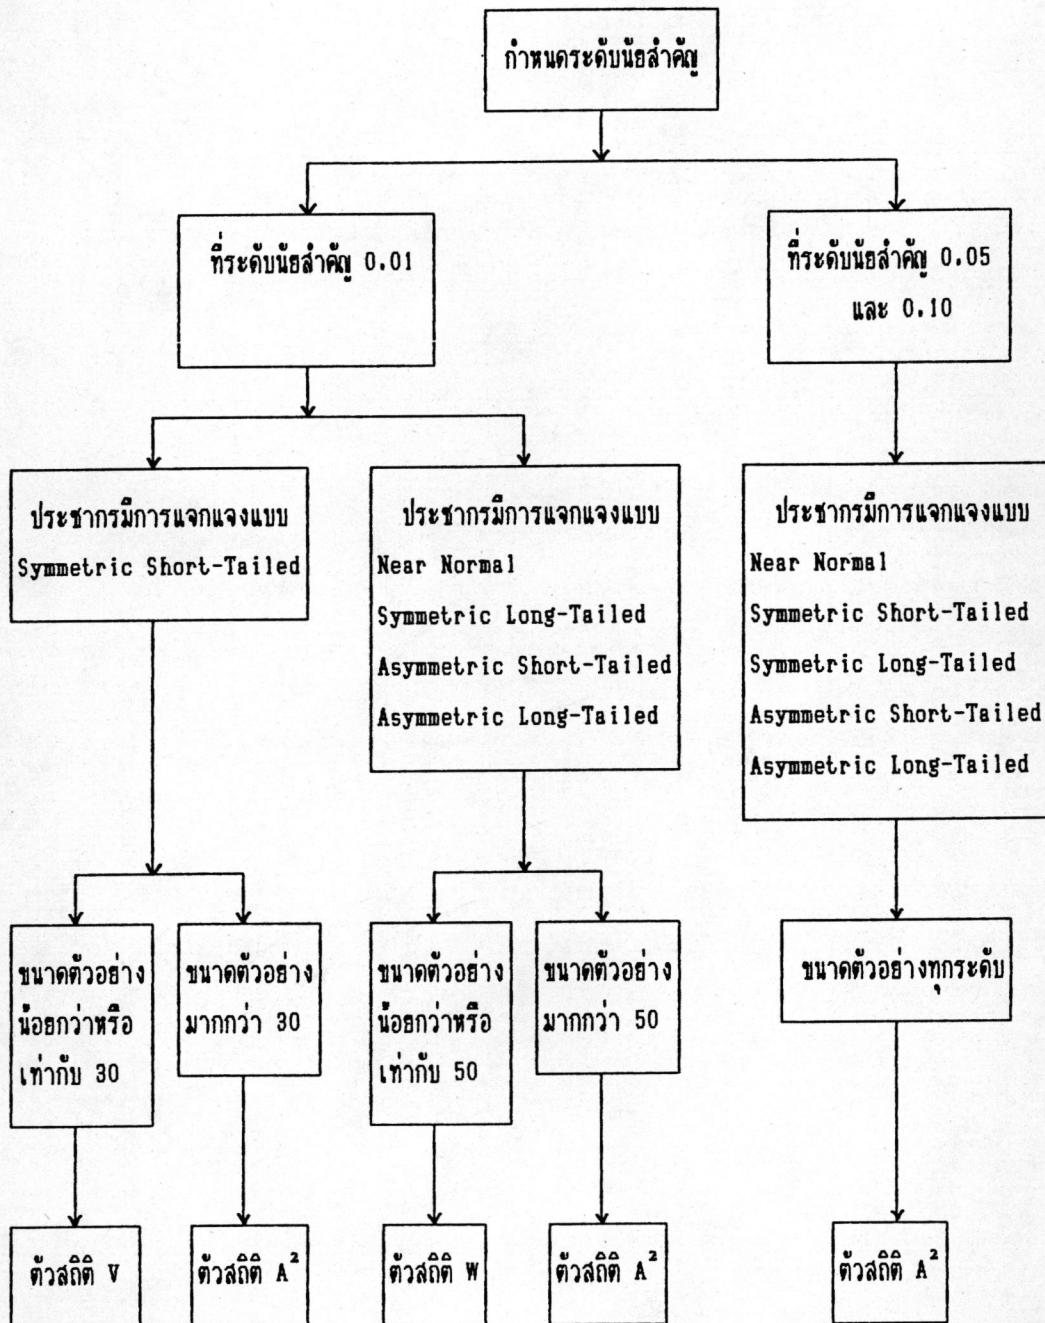 กำหนดระดับนัยสำคัญ
ที่ระดับนัยสำคัญ 0.01
ที่ระดับนัยสำคัญ 0.05
และ 0.10
ประชากรมีการแจกแจงแบบ
Symmetric Short-Tailed
ประชากรมีการแจกแจงแบบ
Near Normal
Symmetric Long-Tailed
Asymmetric Short-Tailed
Asymmetric Long-Tailed
ประชากรมีการแจกแจงแบบ
Near Normal
Symmetric Short-Tailed
Symmetric Long-Tailed
Asymmetric Short-Tailed
Asymmetric Long-Tailed
ขนาดตัวอย่าง
น้อยกว่าหรือ
เท่ากับ 30
ขนาดตัวอย่าง
มากกว่า 30
ขนาดตัวอย่าง
น้อยกว่าหรือ
เท่ากับ 50
ขนาดตัวอย่าง
มากกว่า 50
ขนาดตัวอย่างทุกระดับ
ตัวสถิติ V
ตัวสถิติ A²
ตัวสถิติ W
ตัวสถิติ A²
ตัวสถิติ A²